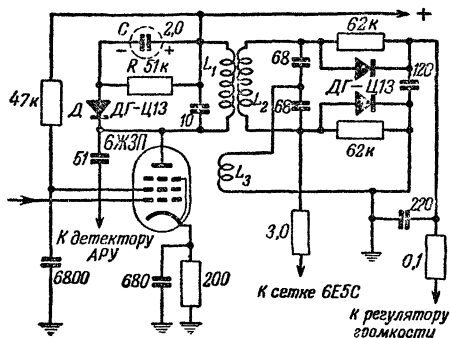 C 2,0
- +
+
62к
R 51к
L₁
68
47к
Д ДГ-Ц13
10
L₂
68
ДГ-Ц13
120
6Ж3П
51
62к
L₃
К детектору
АРУ
3,0
220
6800
680
200
0,1
К сетке 6Е5С
К регулятору
громкости